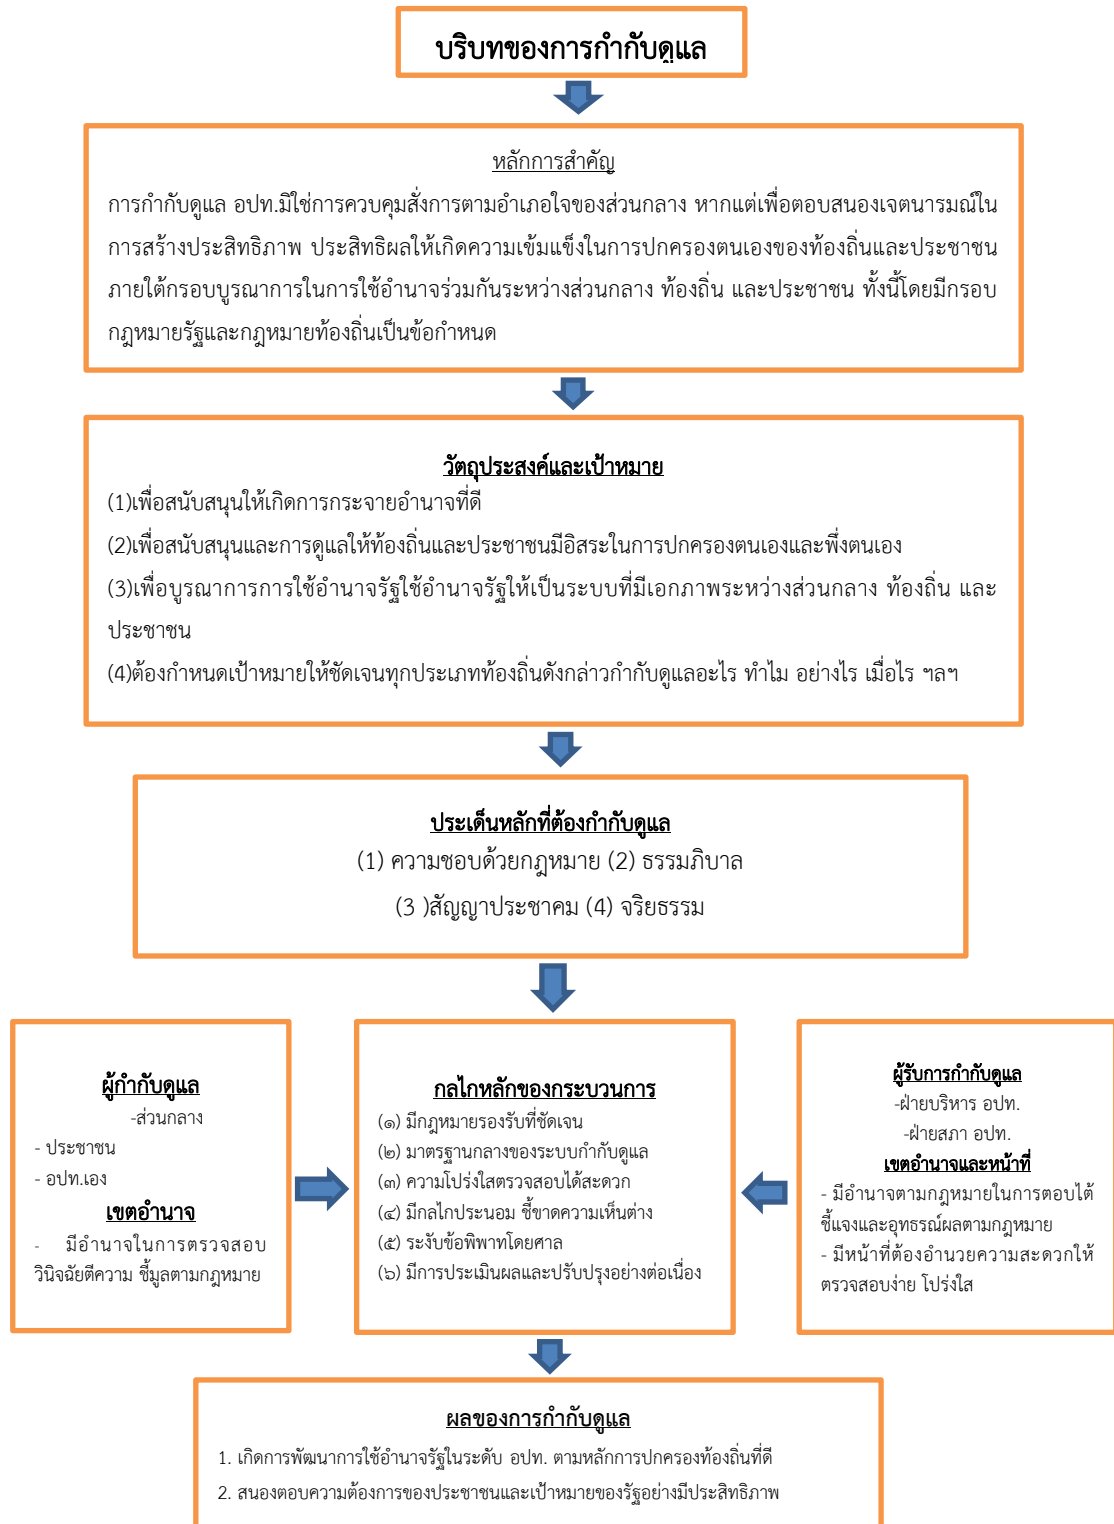 บริบทของการกำกับดูแล
หลักการสำคัญ
การกำกับดูแล อปท.มิใช่การควบคุมสั่งการตามอำเภอใจของส่วนกลาง หากแต่เพื่อตอบสนองเจตนารมณ์ใน
การสร้างประสิทธิภาพ ประสิทธิผลให้เกิดความเข้มแข็งในการปกครองตนเองของท้องถิ่นและประชาชน
ภายใต้กรอบบูรณาการในการใช้อำนาจร่วมกันระหว่างส่วนกลาง ท้องถิ่น และประชาชน ทั้งนี้โดยมีกรอบ
กฎหมายรัฐและกฎหมายท้องถิ่นเป็นข้อกำหนด
วัตถุประสงค์และเป้าหมาย
(1)เพื่อสนับสนุนให้เกิดการกระจายอำนาจที่ดี
(2)เพื่อสนับสนุนและการดูแลให้ท้องถิ่นและประชาชนมีอิสระในการปกครองตนเองและพึ่งตนเอง
(3)เพื่อบูรณาการการใช้อำนาจรัฐใช้อำนาจรัฐให้เป็นระบบที่มีเอกภาพระหว่างส่วนกลาง ท้องถิ่น และ
ประชาชน
(4)ต้องกำหนดเป้าหมายให้ชัดเจนทุกประเภทท้องถิ่นดังกล่าวกำกับดูแลอะไร ทำไม อย่างไร เมื่อไร ฯลฯ
ประเด็นหลักที่ต้องกำกับดูแล
(1) ความชอบด้วยกฎหมาย (2) ธรรมภิบาล
(3 )สัญญาประชาคม (4) จริยธรรม
ผู้กำกับดูแล
-ส่วนกลาง
- ประชาชน
- อปท.เอง
เขตอำนาจ
- มีอำนาจในการตรวจสอบ
วินิจฉัยตีความ ชี้มูลตามกฎหมาย
กลไกหลักของกระบวนการ
(๑) มีกฎหมายรองรับที่ชัดเจน
(๒) มาตรฐานกลางของระบบกำกับดูแล
(๓) ความโปร่งใสตรวจสอบได้สะดวก
(๔) มีกลไกประนอม ชี้ขาดความเห็นต่าง
(๕) ระงับข้อพิพาทโดยศาล
(๖) มีการประเมินผลและปรับปรุงอย่างต่อเนื่อง
ผู้รับการกำกับดูแล
-ฝ่ายบริหาร อปท.
-ฝ่ายสภา อปท.
เขตอำนาจและหน้าที่
- มีอำนาจตามกฎหมายในการตอบโต้
ชี้แจงและอุทธรณ์ผลตามกฎหมาย
- มีหน้าที่ต้องอำนวยความสะดวกให้
ตรวจสอบง่าย โปร่งใส
ผลของการกำกับดูแล
1. เกิดการพัฒนาการใช้อำนาจรัฐในระดับ อปท. ตามหลักการปกครองท้องถิ่นที่ดี
2. สนองตอบความต้องการของประชาชนและเป้าหมายของรัฐอย่างมีประสิทธิภาพ